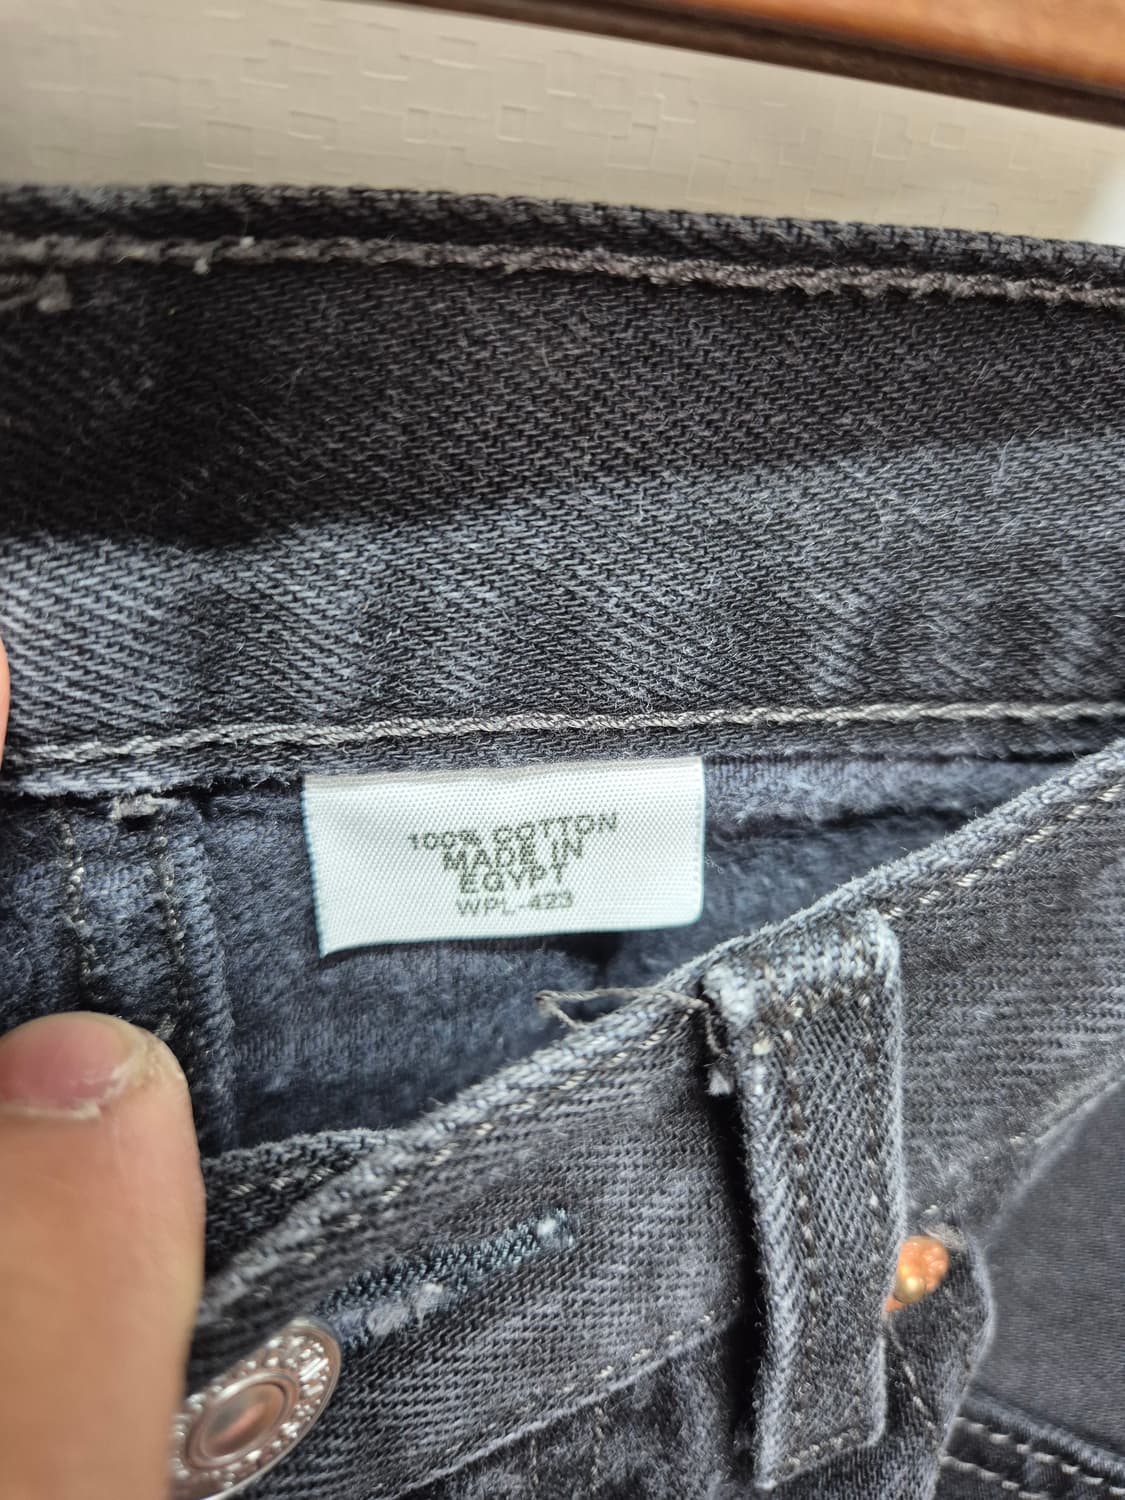 100% COTTON
MADE IN
EGYPT
WPL-423